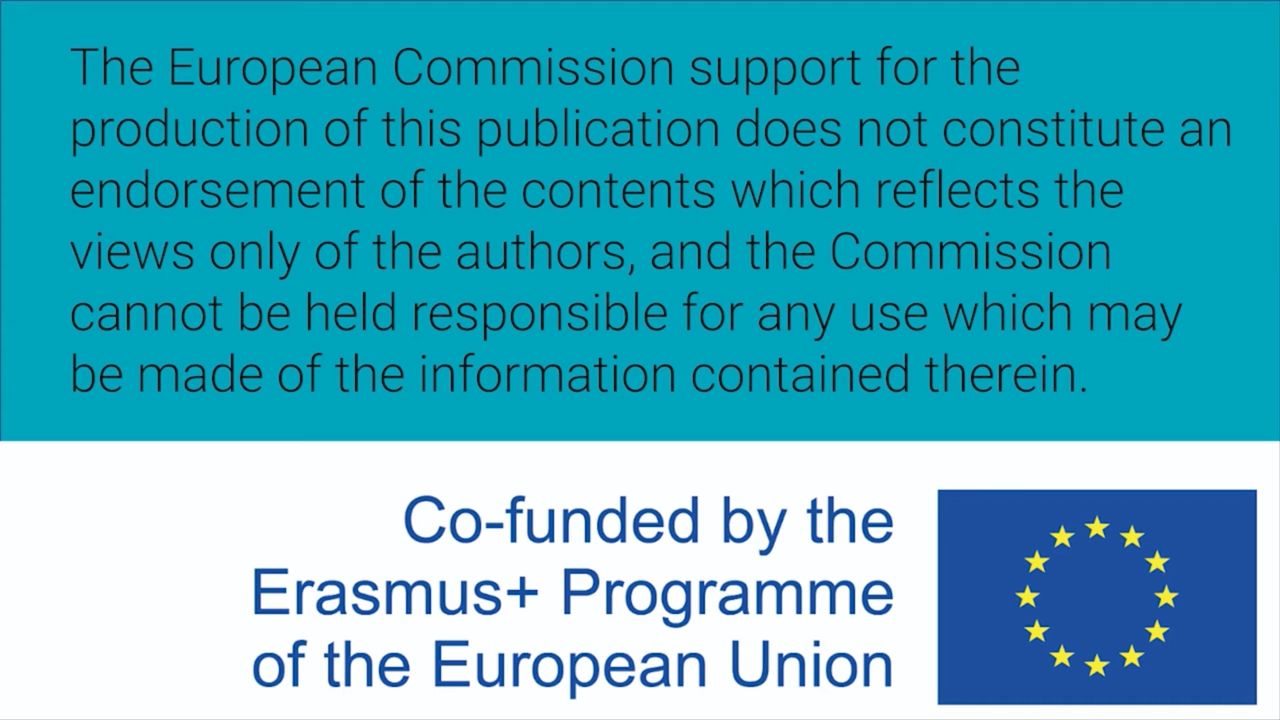 The European Commission support for the
production of this publication does not constitute an
endorsement of the contents which reflects the
views only of the authors, and the Commission
cannot be held responsible for any use which may
be made of the information contained therein.
Co-funded by the
Erasmus+ Programme
of the European Union